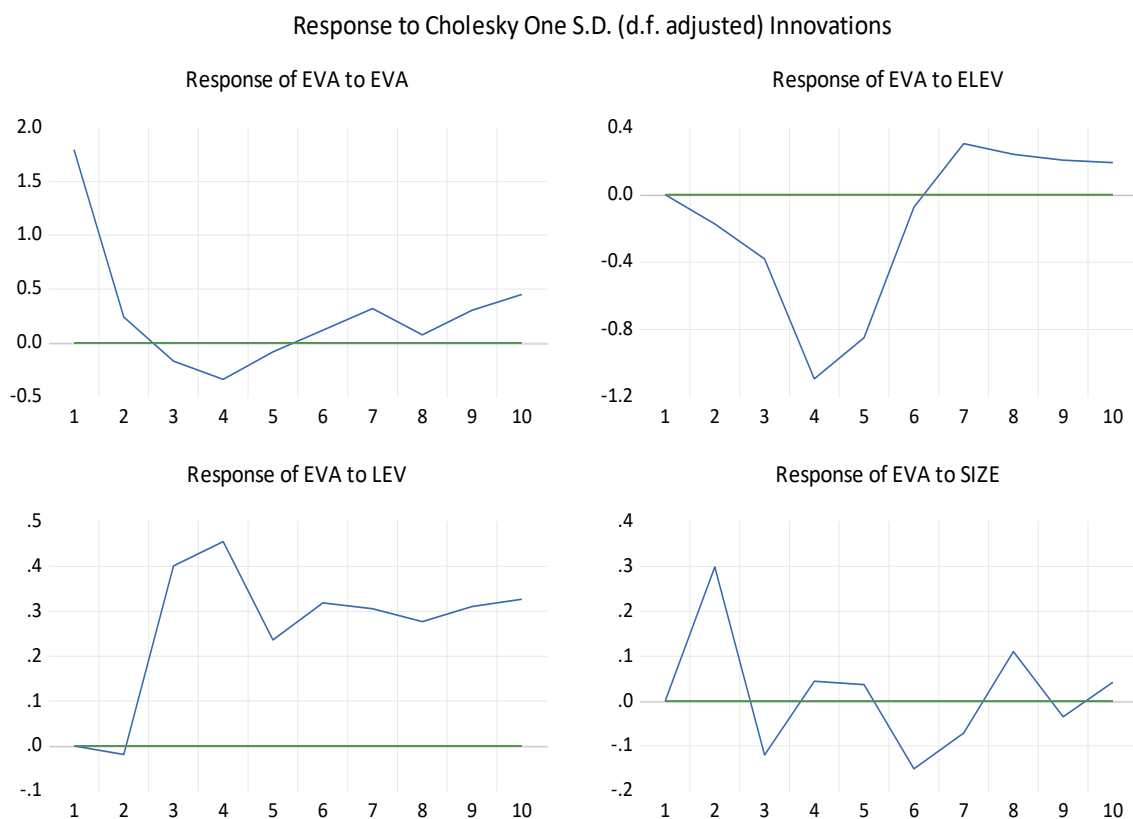 Response to Cholesky One S.D. (d.f. adjusted) Innovations
Response of EVA to EVA
2.0
1.5
1.0
0.5
0.0
-0.5
1 2 3 4 5 6 7 8 9 10
Response of EVA to ELEV
0.4
0.0
-0.4
-0.8
-1.2
1 2 3 4 5 6 7 8 9 10
Response of EVA to LEV
.5
.4
.3
.2
.1
.0
-.1
1 2 3 4 5 6 7 8 9 10
Response of EVA to SIZE
.4
.3
.2
.1
.0
-.1
-.2
1 2 3 4 5 6 7 8 9 10